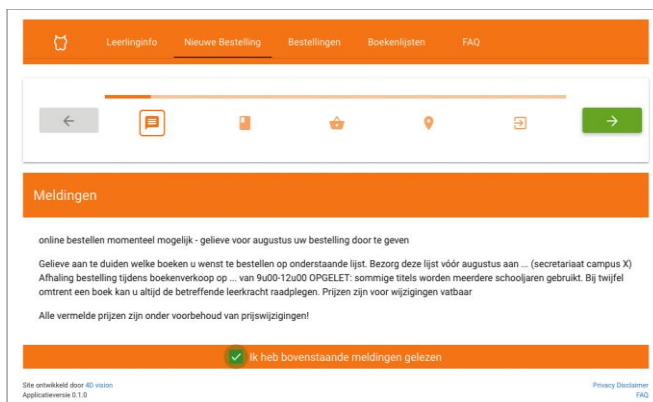 Leerlinginfo Nieuwe Bestelling Bestellingen Boekenlijsten FAQ
Meldingen
online bestellen momenteel mogelijk - gelieve voor augustus uw bestelling door te geven
Gelieve aan te duiden welke boeken u wenst te bestellen op onderstaande lijst. Bezorg deze lijst vóór augustus aan ... (secretariaat campus X)
Afhaling bestelling tijdens boekenverkoop op ... van 9u00-12u00 OPGELET: sommige titels worden meerdere schooljaren gebruikt. Bij twijfel
omtrent een boek kan u altijd de betreffende leerkracht raadplegen. Prijzen zijn voor wijzigingen vatbaar
Alle vermelde prijzen zijn onder voorbehoud van prijswijzigingen!
Ik heb bovenstaande meldingen gelezen
Site ontwikkeld door 4D vision
Applicatieversie 0.1.0
Privacy Disclaimer
FAQ